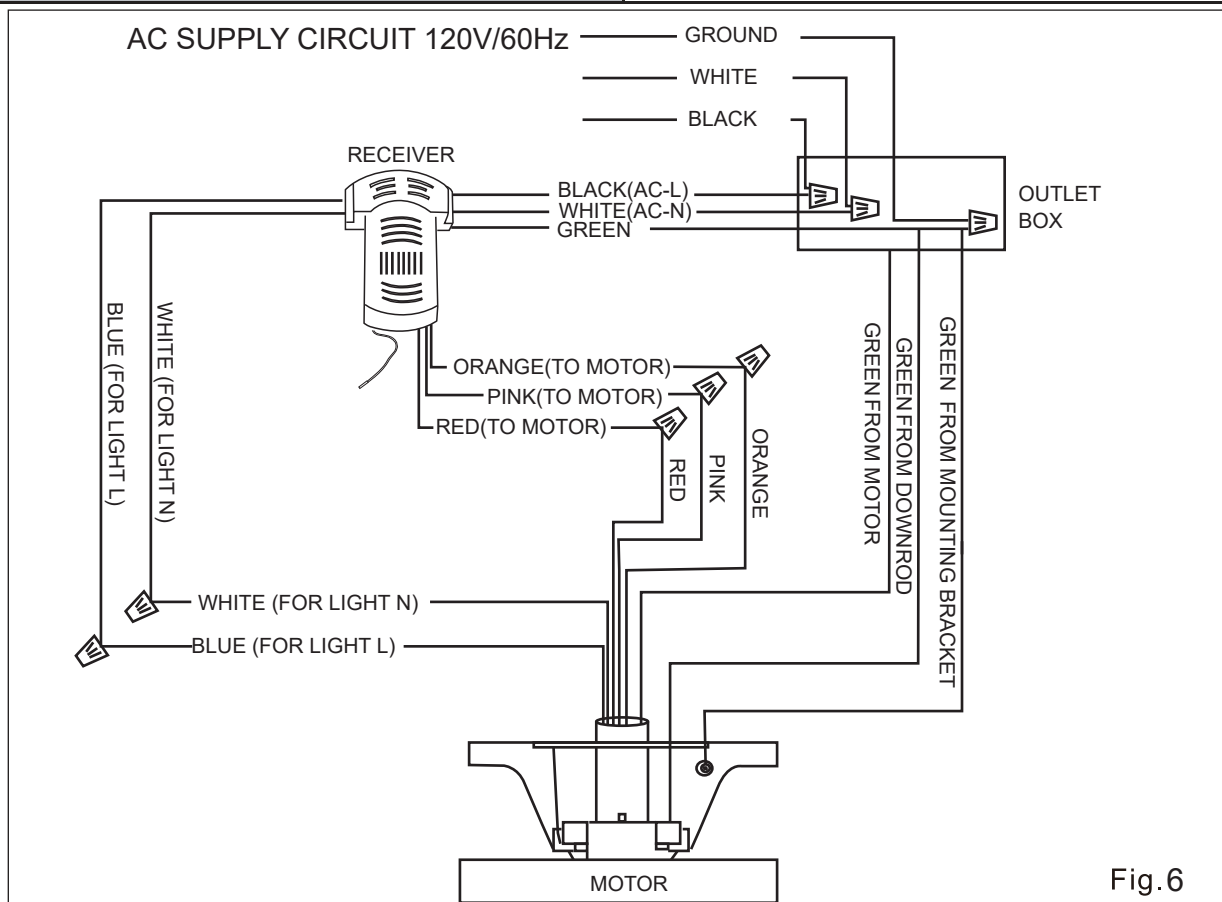 AC SUPPLY CIRCUIT 120V/60Hz
GROUND
WHITE
BLACK
RECEIVER
BLACK(AC-L)
WHITE(AC-N)
GREEN
OUTLET
BOX
BLUE (FOR LIGHT L)
WHITE (FOR LIGHT N)
ORANGE(TO MOTOR)
PINK(TO MOTOR)
RED(TO MOTOR)
RED
PINK
ORANGE
GREEN FROM MOTOR
GREEN FROM DOWNROD
GREEN FROM MOUNTING BRACKET
WHITE (FOR LIGHT N)
BLUE (FOR LIGHT L)
MOTOR
Fig.6